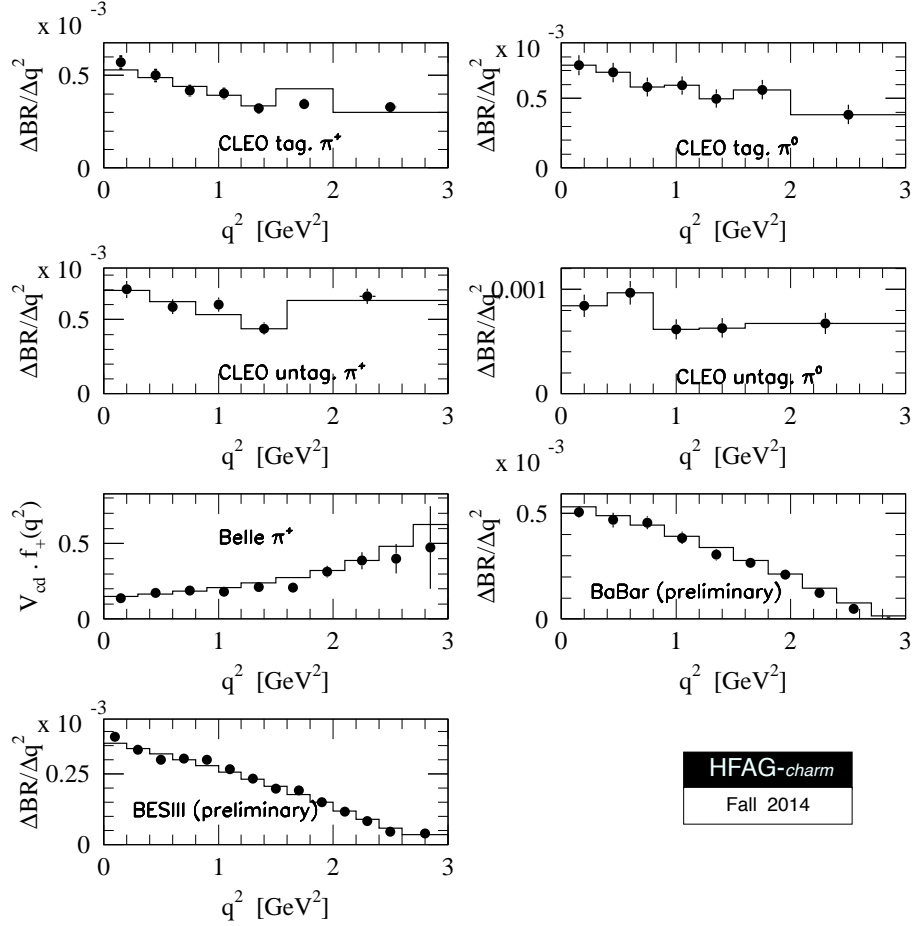 x 10 -3
ΔBR/Δq2
0.5
0
CLEO tag. π+
0 1 2 3
q2 [GeV2]
x 10 -3
ΔBR/Δq2
0.5
0
CLEO tag. π0
0 1 2 3
q2 [GeV2]
x 10 -3
ΔBR/Δq2
0.5
0
CLEO untag. π+
0 1 2 3
q2 [GeV2]
ΔBR/Δq2
0.001
0
CLEO untag. π0
0 1 2 3
q2 [GeV2]
Vcd . f+(q2)
0.5
0
Belle π+
0 1 2 3
q2 [GeV2]
x 10 -3
ΔBR/Δq2
0.5
0
BaBar (preliminary)
0 1 2 3
q2 [GeV2]
x 10 -3
ΔBR/Δq2
0.25
0
BESIII (preliminary)
0 1 2 3
q2 [GeV2]
HFAG-charm
Fall 2014